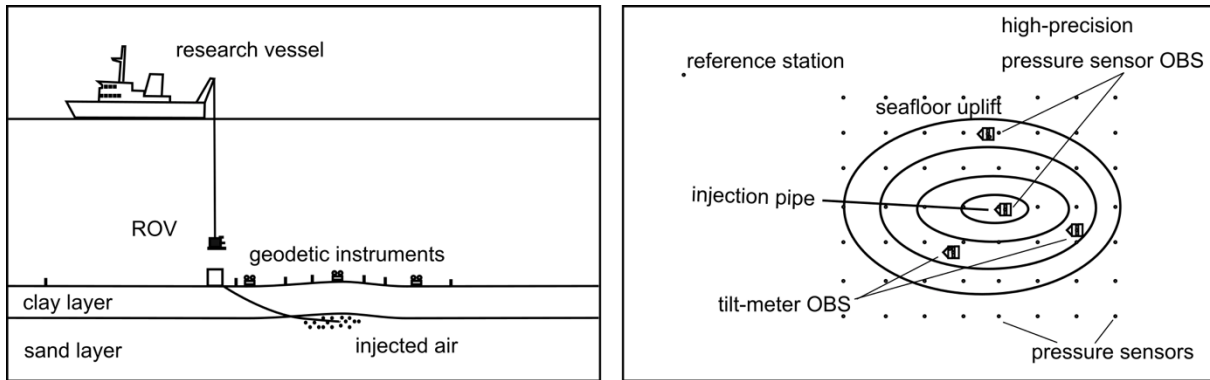 research vessel
ROV
geodetic instruments
clay layer
sand layer
injected air
high-precision
reference station
pressure sensor OBS
seafloor uplift
injection pipe
tilt-meter OBS
pressure sensors